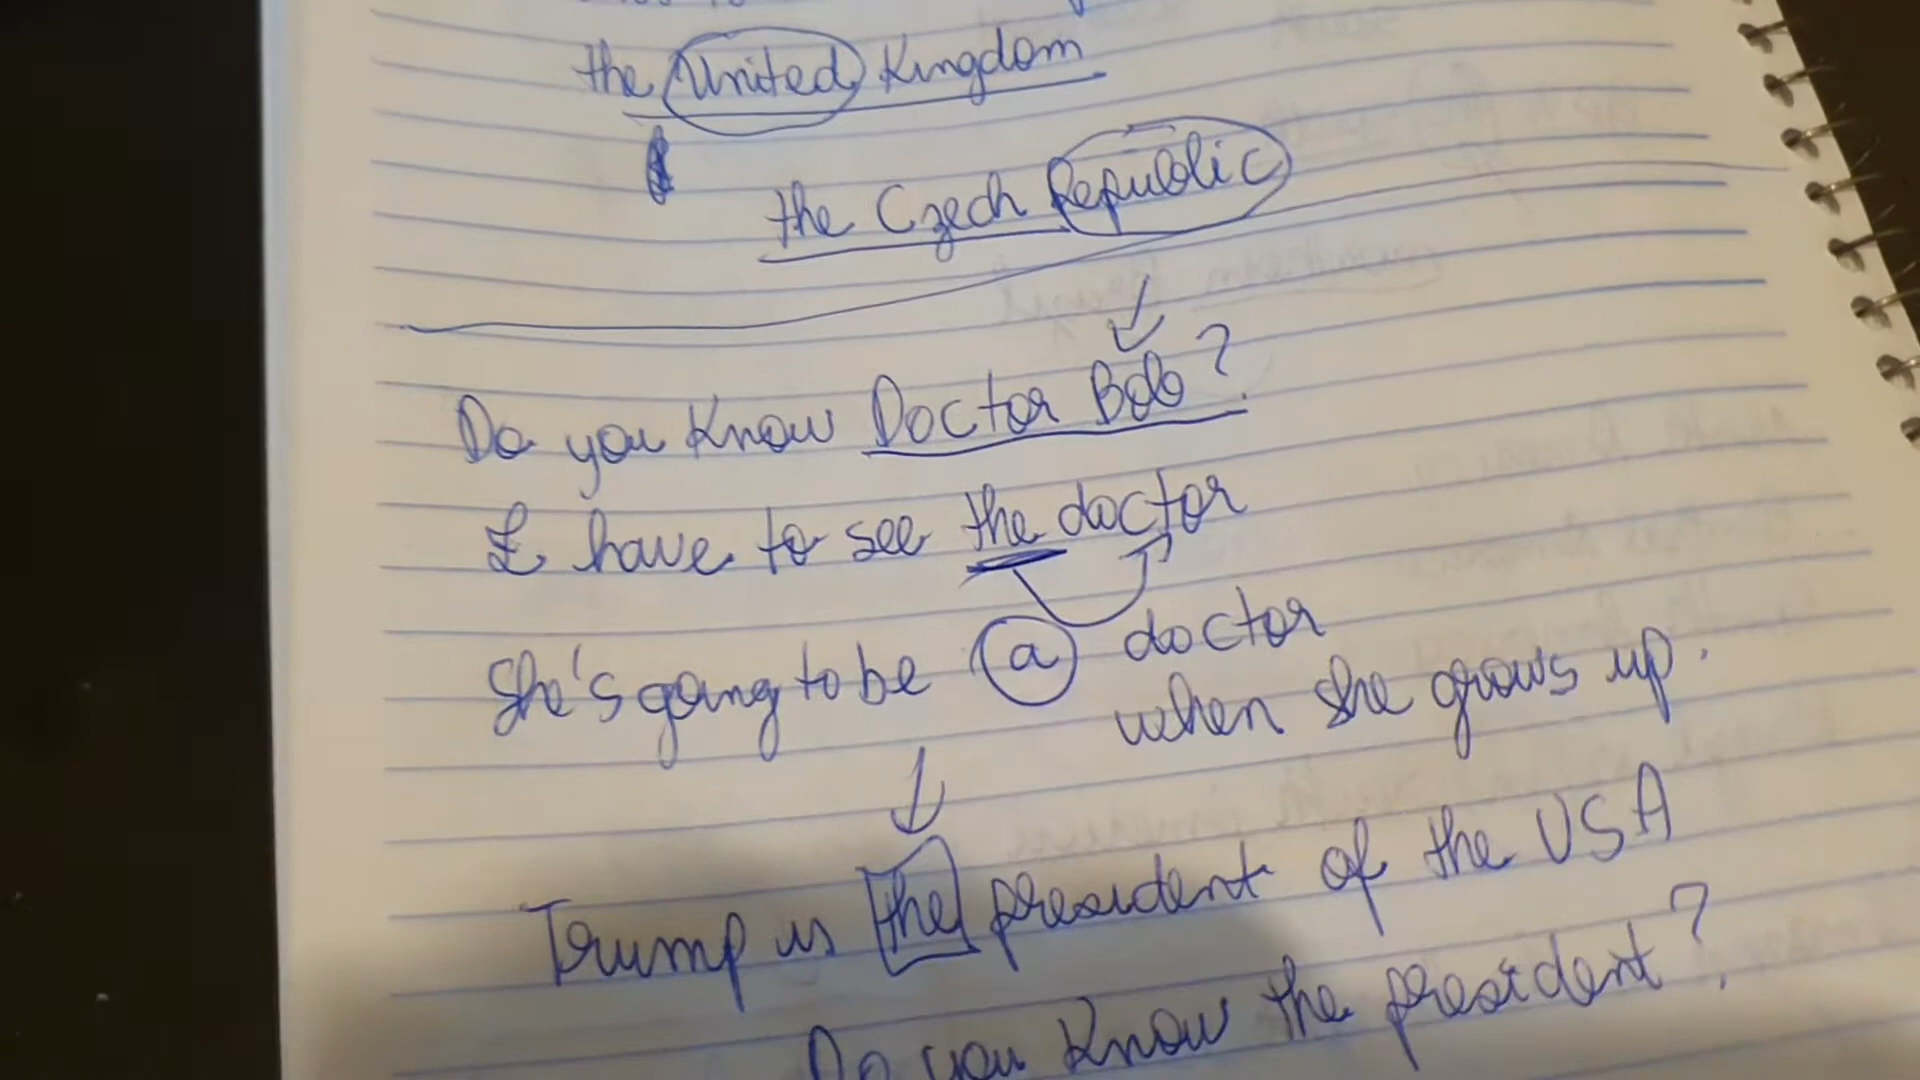 the United Kingdom
the Czech Republic
Do you know Doctor Bob?
I have to see the doctor
She's going to be a doctor
when she grows up.
Trump is the president of the USA
Do you know the president?